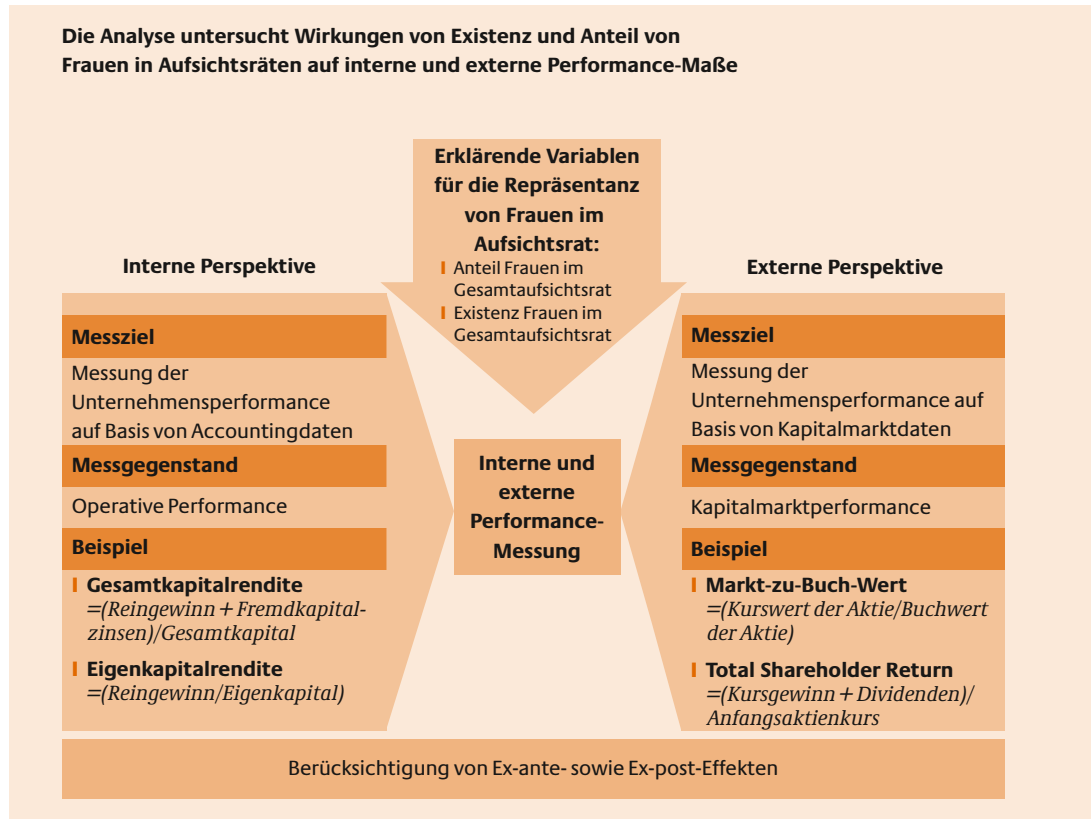 Die Analyse untersucht Wirkungen von Existenz und Anteil von
Frauen in Aufsichtsräten auf interne und externe Performance-Maße
Erklärende Variablen
für die Repräsentanz
von Frauen im
Aufsichtsrat:
Anteil Frauen im
Gesamtaufsichtsrat
Existenz Frauen im
Gesamtaufsichtsrat
Interne Perspektive
Messziel
Messung der
Unternehmensperformance
auf Basis von Accountingdaten
Messgegenstand
Operative Performance
Beispiel
Gesamtkapitalrendite
=(Reingewinn + Fremdkapital-
zinsen)/Gesamtkapital
Eigenkapitalrendite
=(Reingewinn/Eigenkapital)
Interne und
externe
Performance-
Messung
Externe Perspektive
Messziel
Messung der
Unternehmensperformance auf
Basis von Kapitalmarktdaten
Messgegenstand
Kapitalmarktperformance
Beispiel
Markt-zu-Buch-Wert
=(Kurswert der Aktie/Buchwert
der Aktie)
Total Shareholder Return
=(Kursgewinn + Dividenden)/
Anfangsaktienkurs
Berücksichtigung von Ex-ante- sowie Ex-post-Effekten